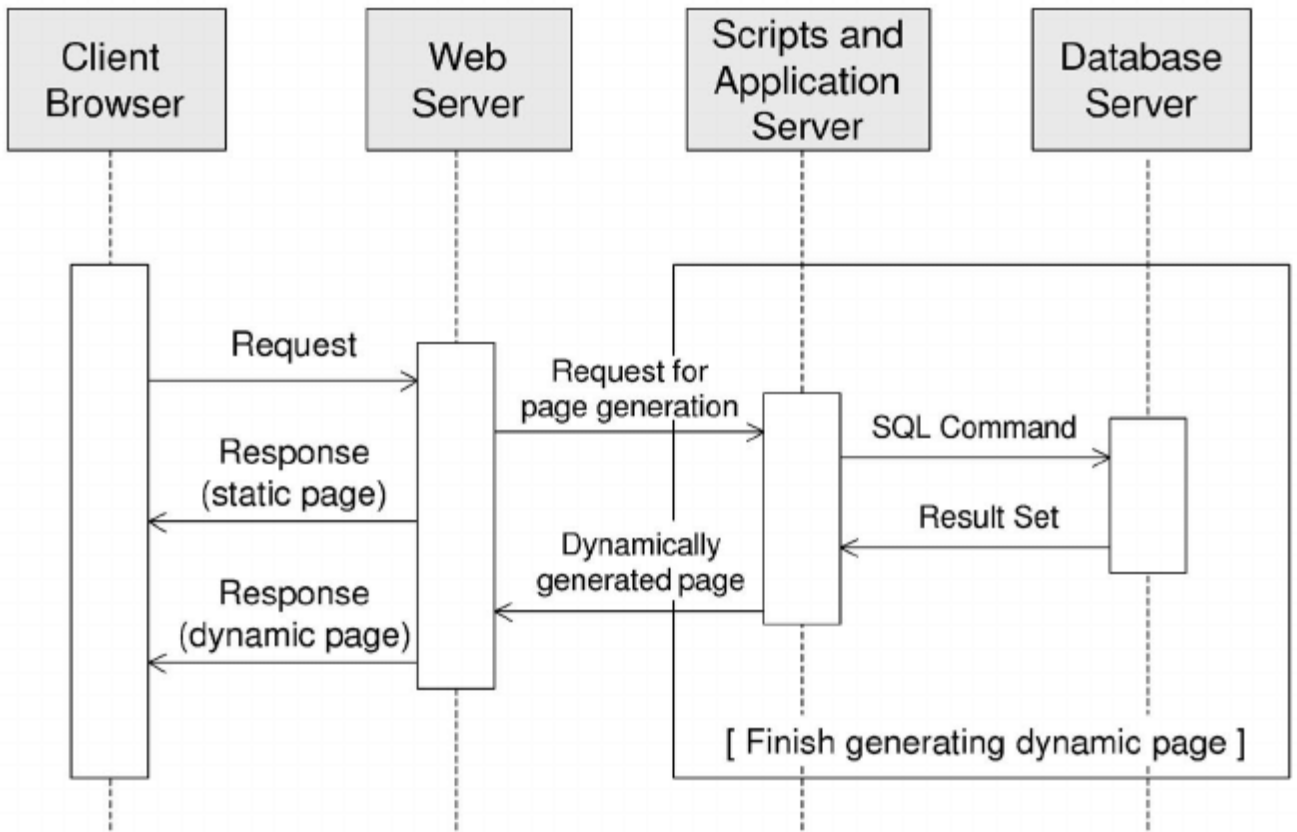 Client
Browser
Web
Server
Scripts and
Application
Server
Database
Server
Request
Request for
page generation
SQL Command
Response
(static page)
Result Set
Dynamically
generated page
Response
(dynamic page)
[ Finish generating dynamic page ]